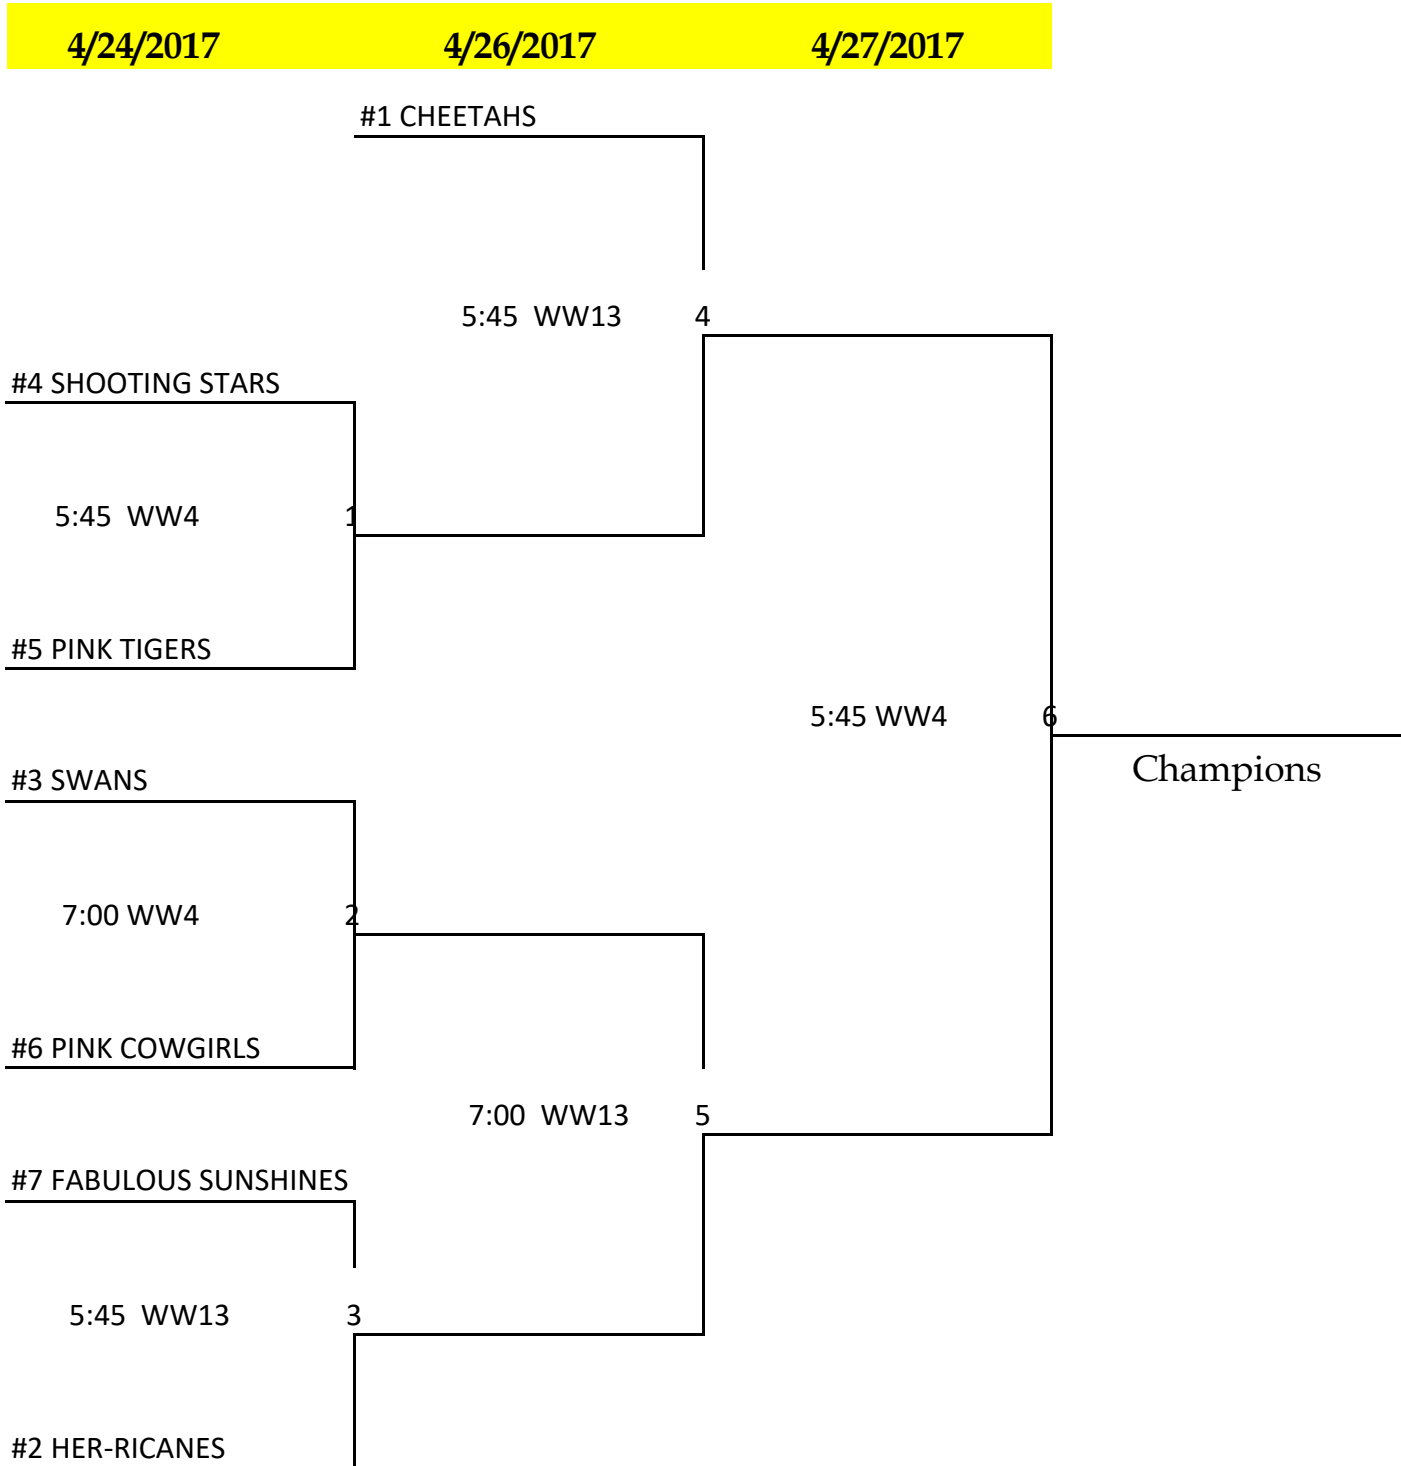 4/24/2017 4/26/2017 4/27/2017
#1 CHEETAHS
5:45 WW13 4
#4 SHOOTING STARS
5:45 WW4 1
#5 PINK TIGERS
5:45 WW4 6
Champions
#3 SWANS
7:00 WW4 2
#6 PINK COWGIRLS
7:00 WW13 5
#7 FABULOUS SUNSHINES
5:45 WW13 3
#2 HER-RICANES